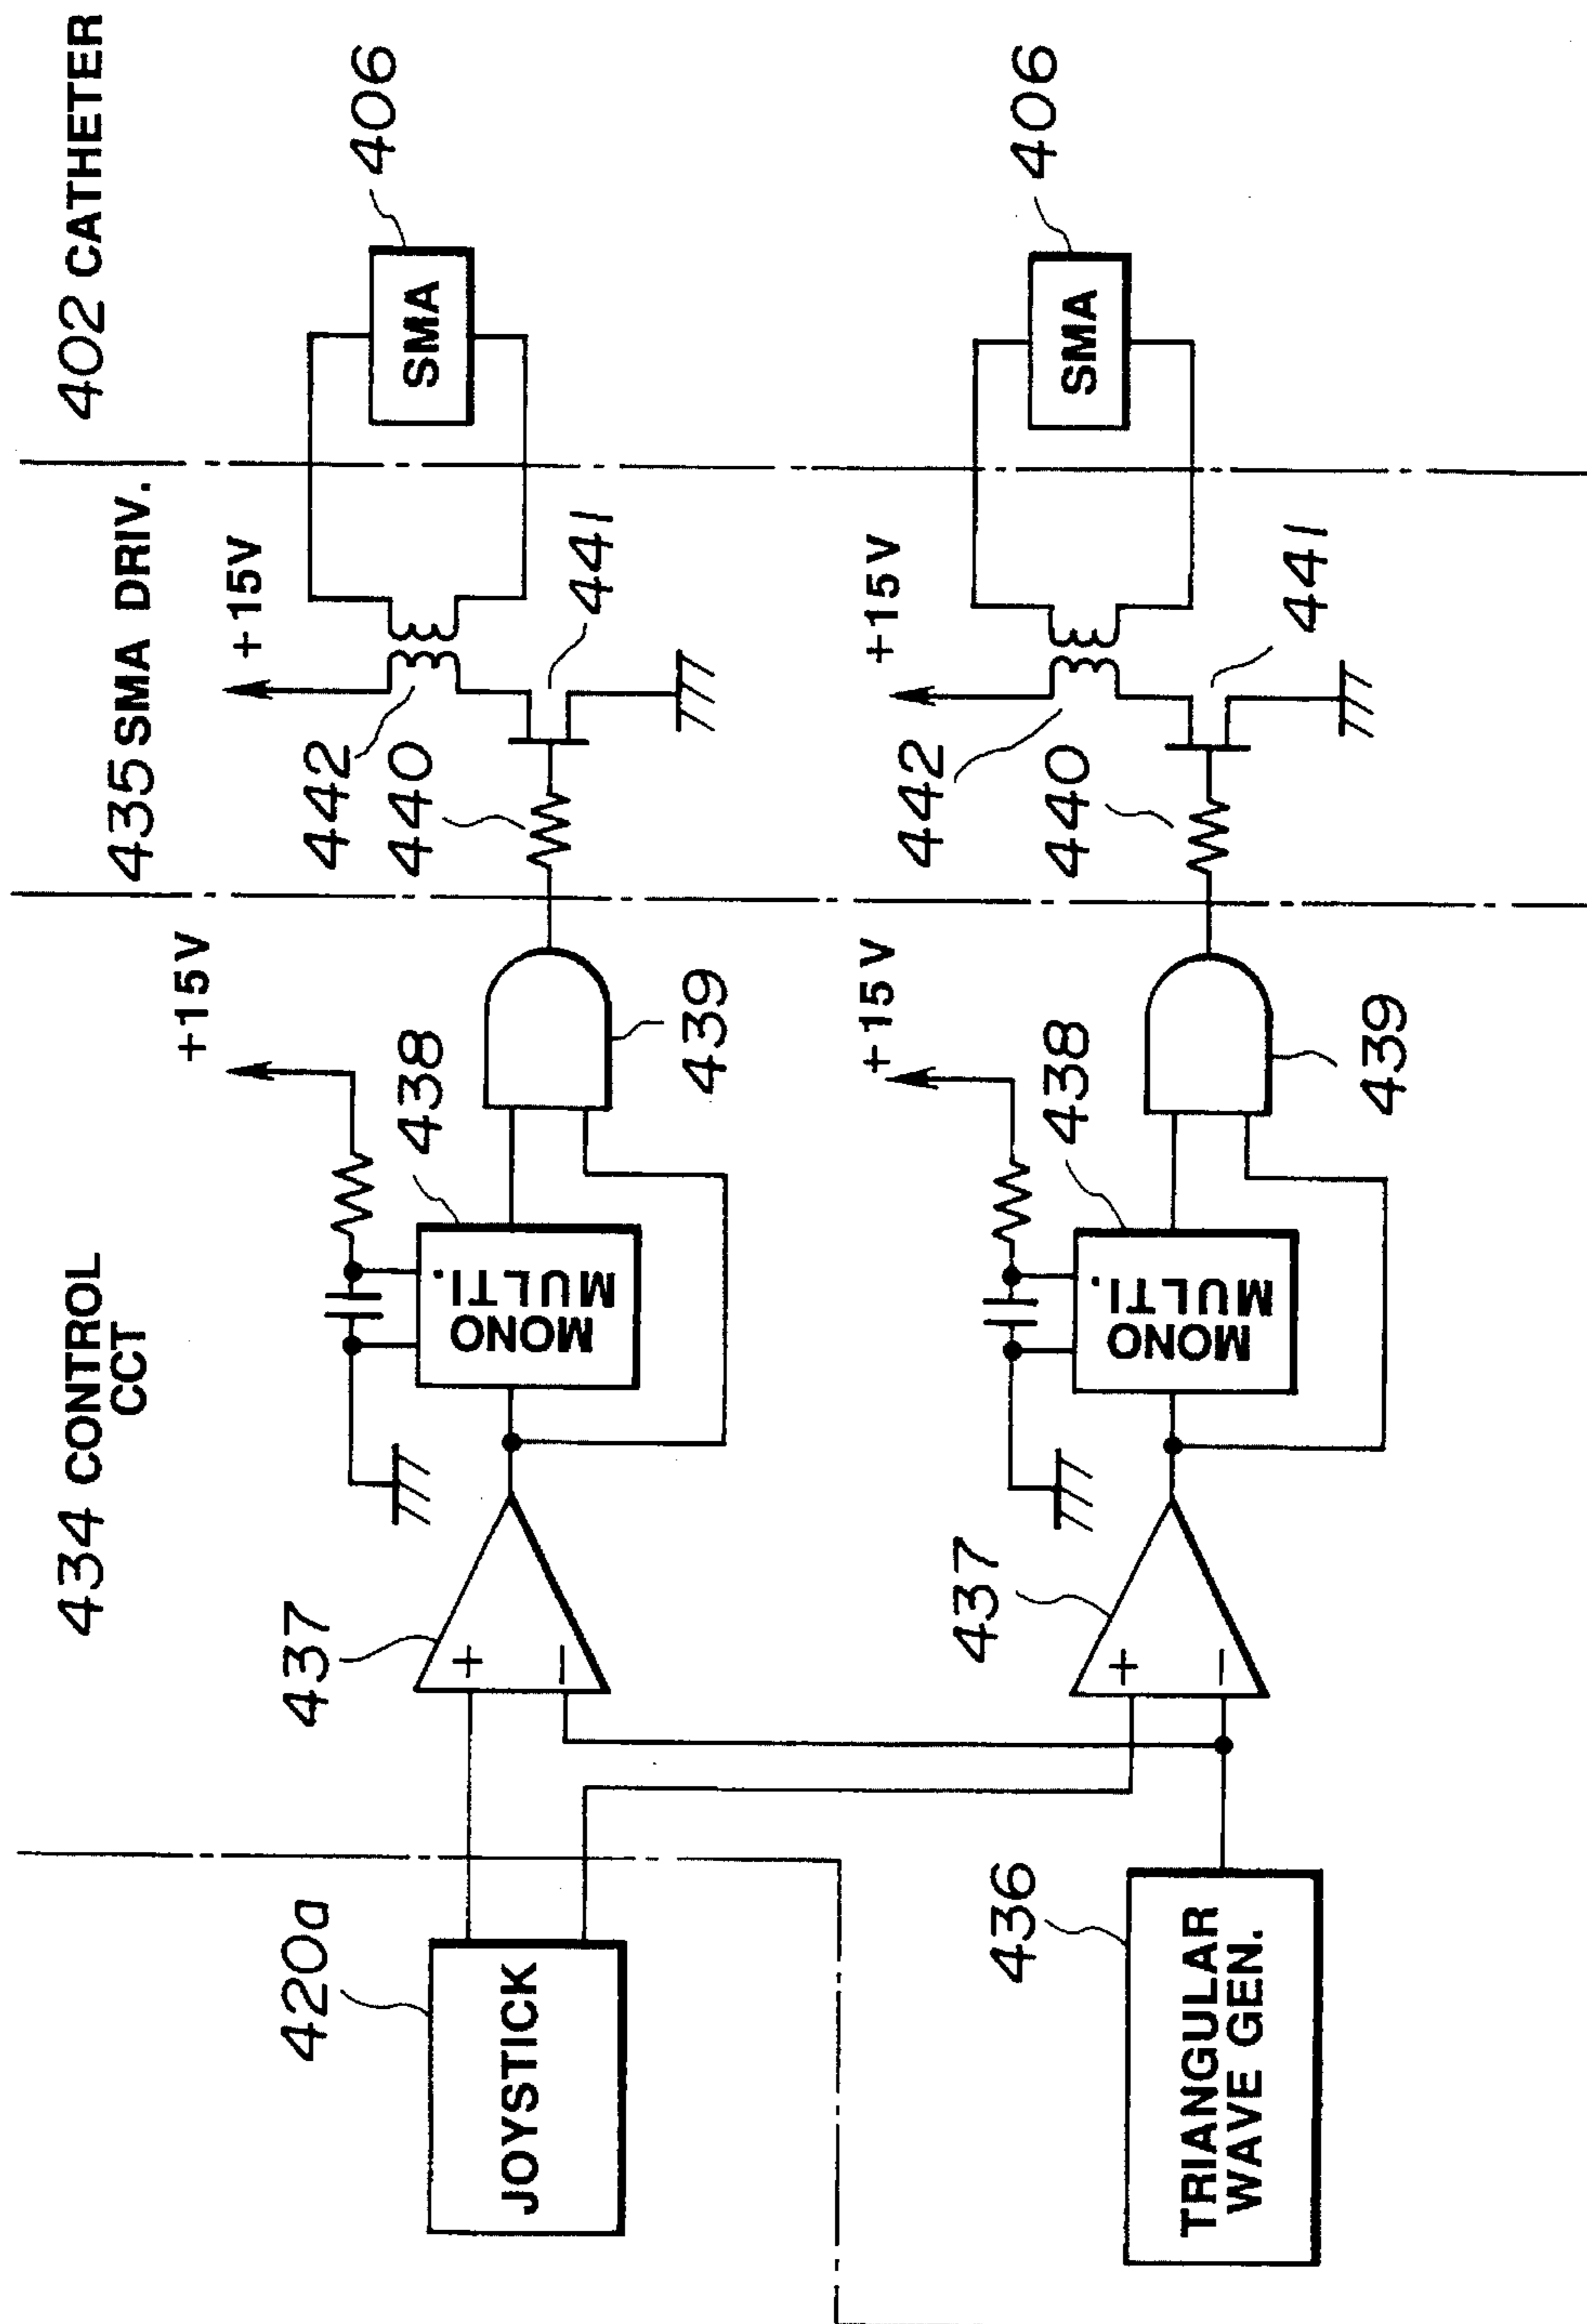 434 CONTROL
CCT
435 SMA DRIV.
402 CATHETER
+15V
+15V
420a
437
438
442
440
441
406
JOYSTICK
+
−
MONO
MULTI.
439
SMA
+15V
+15V
436
437
438
442
440
441
406
TRIANGULAR
WAVE GEN.
+
−
MONO
MULTI.
439
SMA